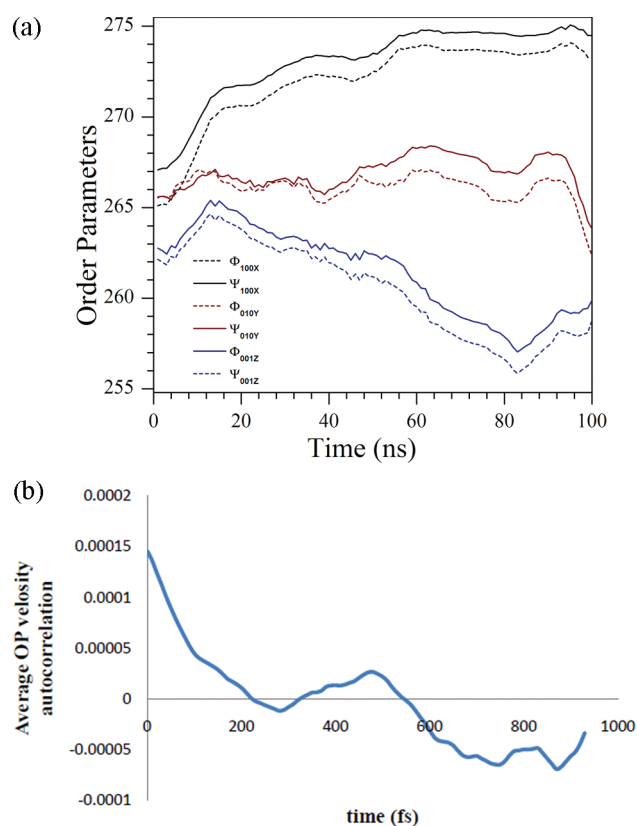 (a)
275
270
265
260
255
Order Parameters
Φ100X
Ψ100X
Φ010Y
Ψ010Y
Φ001Z
Ψ001Z
0 20 40 60 80 100
Time (ns)
(b)
0.0002
0.00015
0.0001
0.00005
0
-0.00005
-0.0001
Average OP velosity
autocorrelation
0 200 400 600 800 1000
time (fs)